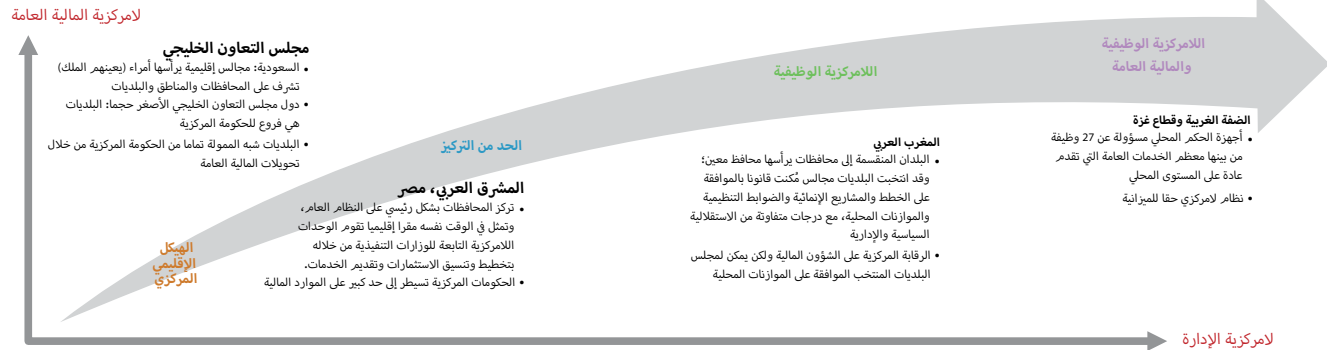 لامركزية المالية العامة
مجلس التعاون الخليجي
• السعودية: مجالس إقليمية يرأسها أمراء (يعينهم الملك)
تشرف على المحافظات والمناطق والبلديات
• دول مجلس التعاون الخليجي الأصغر حجما: البلديات
هي فروع للحكومة المركزية
• البلديات شبه الممولة تماما من الحكومة المركزية من خلال
تحويلات المالية العامة
الهيكل
الإقليمي
المركزي
الحد من التركيز
المشرق العربي، مصر
• تركز المحافظات بشكل رئيسي على النظام العام،
وتمثل في الوقت نفسه مقرا إقليميا تقوم الوحدات
اللامركزية التابعة للوزارات التنفيذية من خلاله
بتخطيط وتنسيق الاستثمارات وتقديم الخدمات.
• الحكومات المركزية تسيطر إلى حد كبير على الموارد المالية
اللامركزية الوظيفية
المغرب العربي
• البلدان المنقسمة إلى محافظات يرأسها محافظ معين؛
وقد انتخبت البلديات مجالس مُكنت قانونا بالموافقة
على الخطط والمشاريع الإنمائية والضوابط التنظيمية
والموازنات المحلية، مع درجات متفاوتة من الاستقلالية
السياسية والإدارية
• الرقابة المركزية على الشؤون المالية ولكن يمكن لمجلس
البلديات المنتخب الموافقة على الموازنات المحلية
اللامركزية الوظيفية
والمالية العامة
الضفة الغربية وقطاع غزة
• أجهزة الحكم المحلي مسؤولة عن 27 وظيفة
من بينها معظم الخدمات العامة التي تقدم
عادة على المستوى المحلي
• نظام لامركزي حقا للميزانية
لامركزية الإدارة